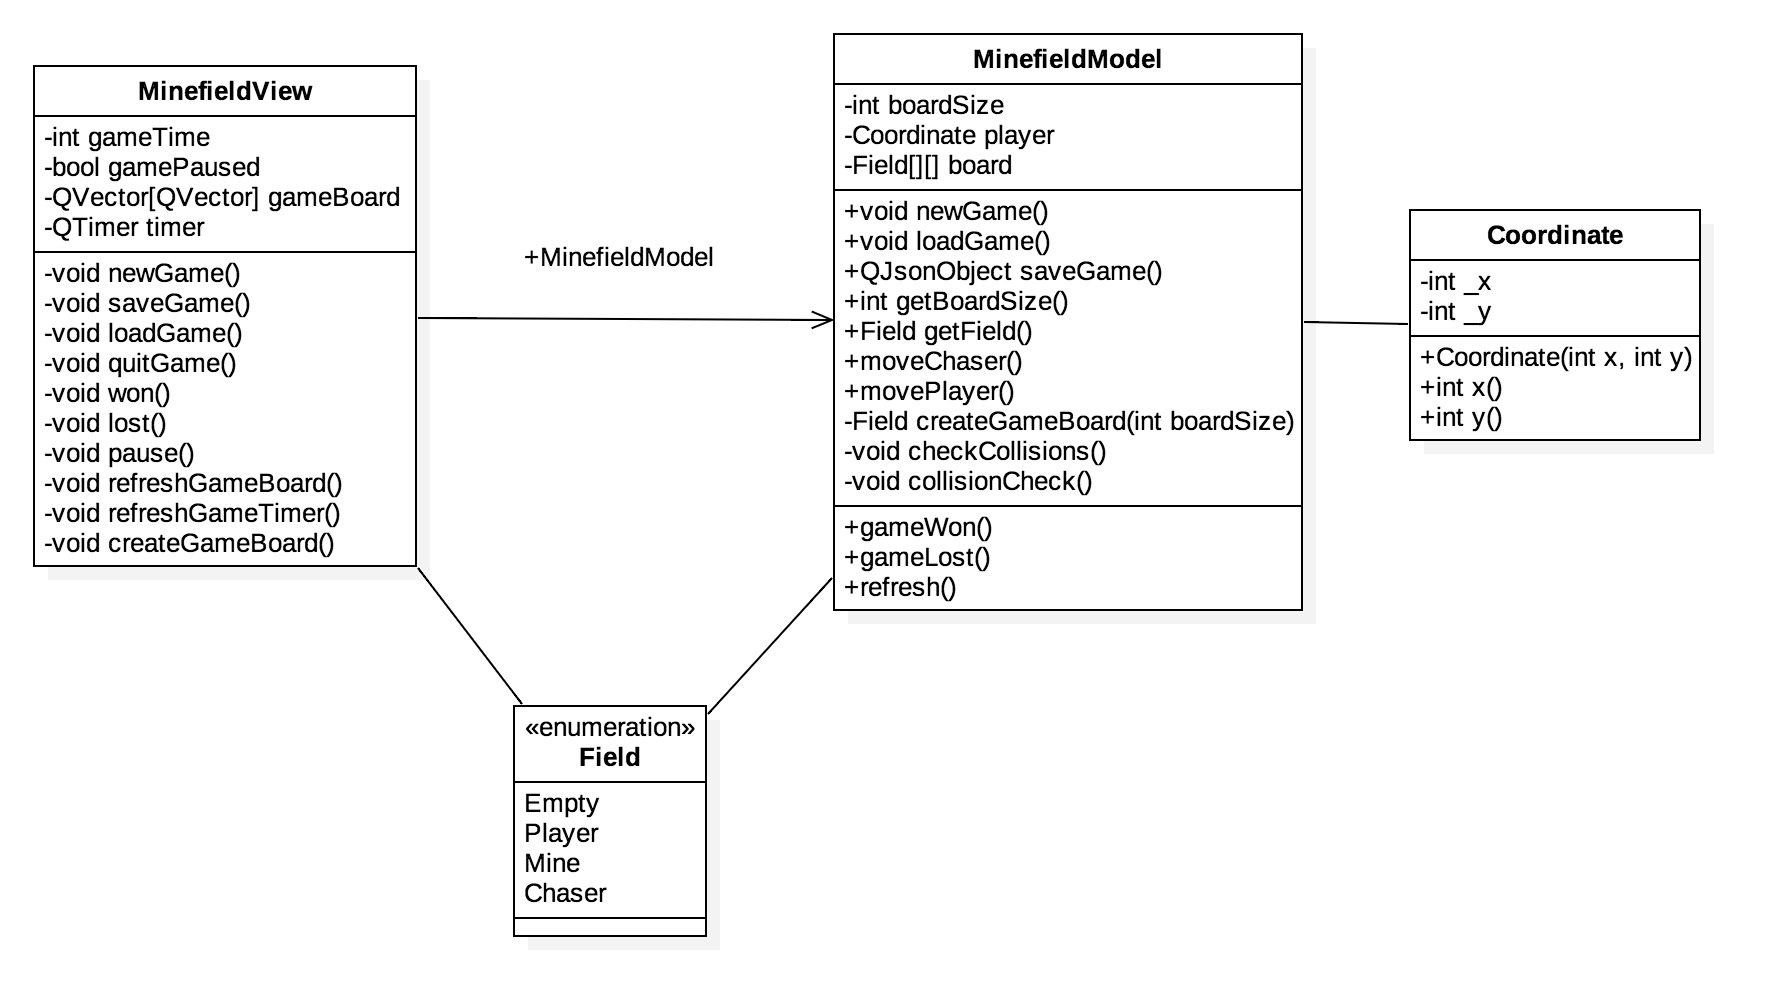 MinefieldView
-int gameTime
-bool gamePaused
-QVector[QVector] gameBoard
-QTimer timer
-void newGame()
-void saveGame()
-void loadGame()
-void quitGame()
-void won()
-void lost()
-void pause()
-void refreshGameBoard()
-void refreshGameTimer()
-void createGameBoard()
+MinefieldModel
MinefieldModel
-int boardSize
-Coordinate player
-Field[][] board
+void newGame()
+void loadGame()
+QJsonObject saveGame()
+int getBoardSize()
+Field getField()
+moveChaser()
+movePlayer()
-Field createGameBoard(int boardSize)
-void checkCollisions()
-void collisionCheck()
+gameWon()
+gameLost()
+refresh()
Coordinate
-int _x
-int _y
+Coordinate(int x, int y)
+int x()
+int y()
«enumeration»
Field
Empty
Player
Mine
Chaser